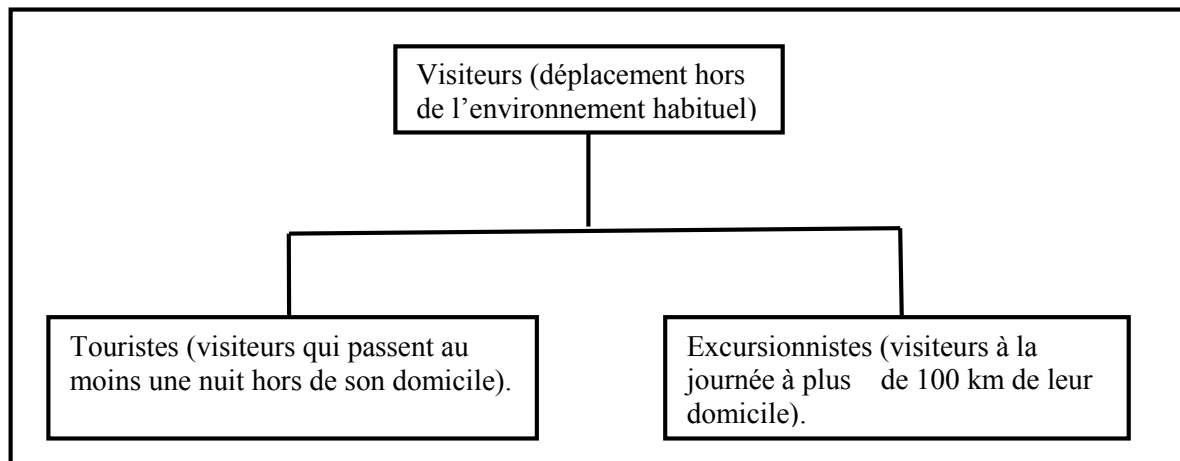 Visiteurs (déplacement hors
de l’environnement habituel)
Touristes (visiteurs qui passent au
moins une nuit hors de son domicile).
Excursionnistes (visiteurs à la
journée à plus de 100 km de leur
domicile).